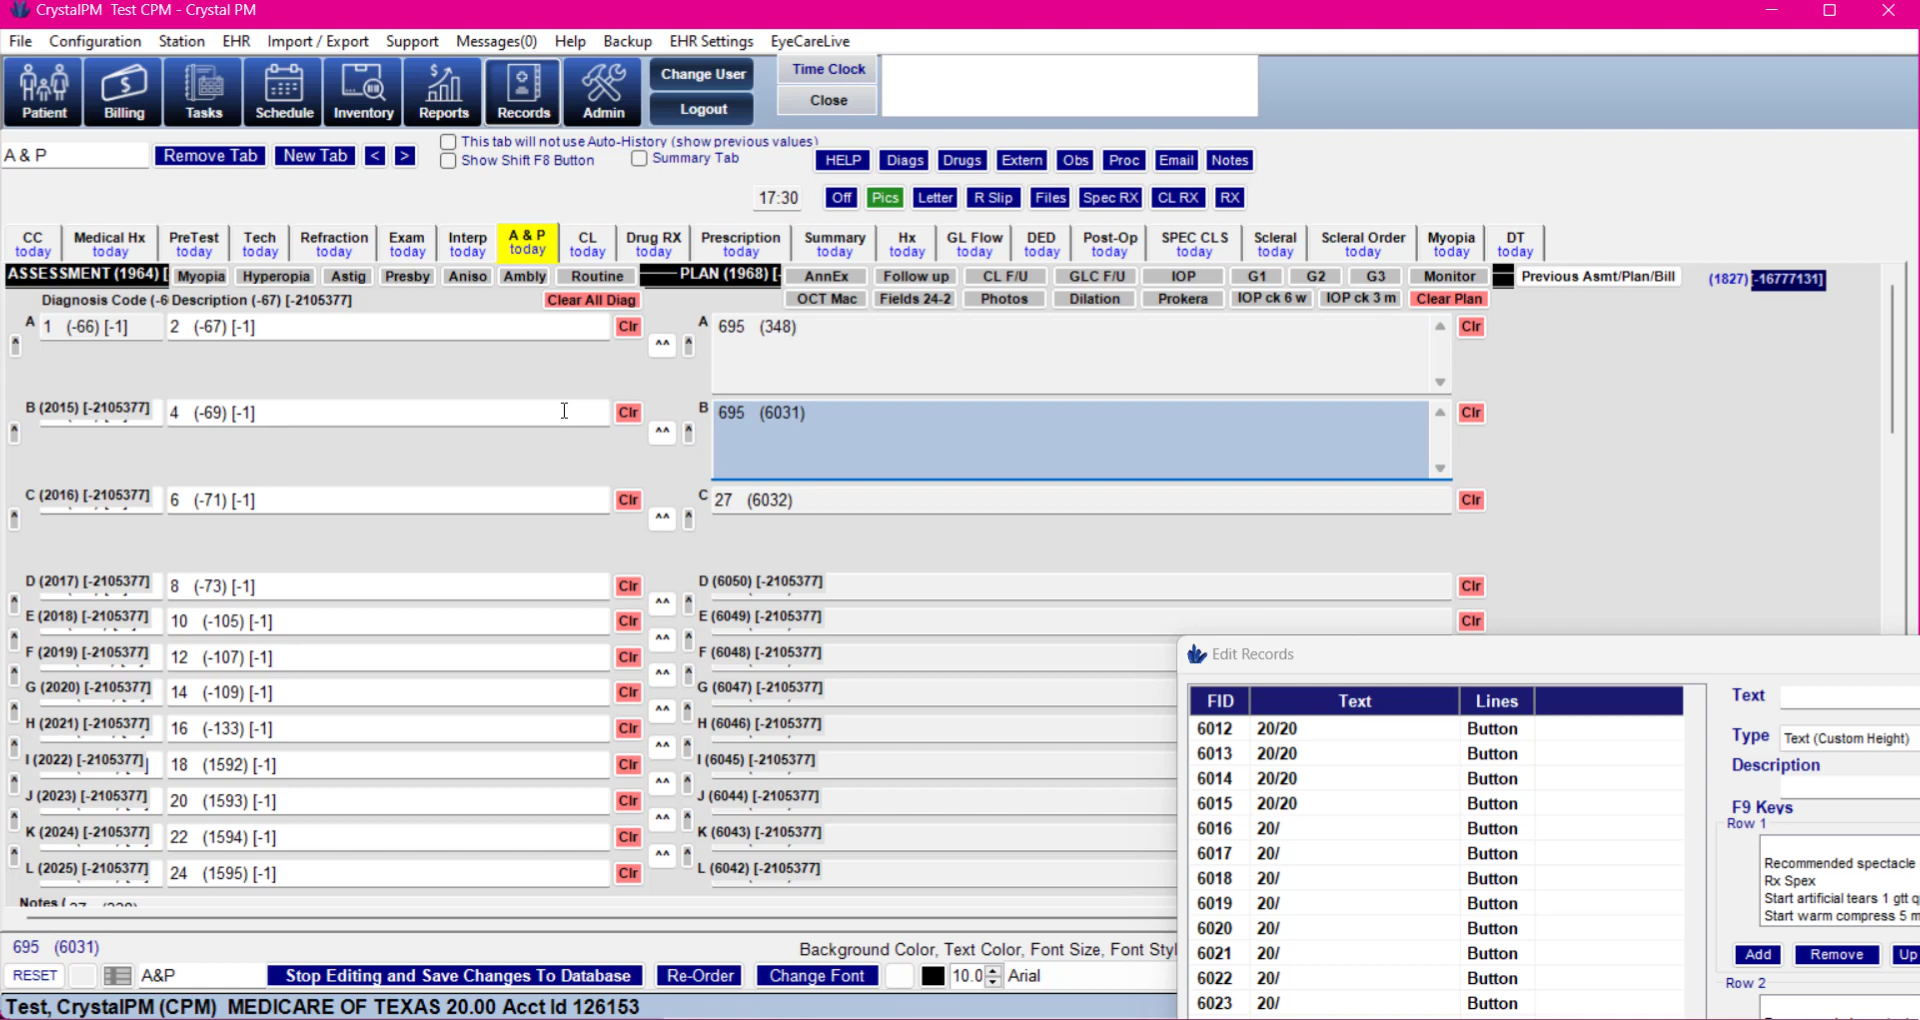 CrystalPM Test CPM - Crystal PM
File Configuration Station EHR Import / Export Support Messages(0) Help Backup EHR Settings EyeCareLive
Patient Billing Tasks Schedule Inventory Reports Records Admin
Change User
Logout
Time Clock
Close
A & P Remove Tab New Tab < >
This tab will not use Auto-History (show previous values)
Show Shift F8 Button Summary Tab
HELP Diags Drugs Extern Obs Proc Email Notes
17:30 Off Pics Letter R Slip Files Spec RX CL RX RX
CC Medical Hx PreTest Tech Refraction Exam Interp A & P CL Drug RX Prescription Summary Hx GL Flow DED Post-Op SPEC CLS Scleral Scleral Order Myopia DT
today today today today today today today today today today today today today today today today today today today today today
ASSESSMENT (1964) [ Myopia Hyperopia Astig Presby Aniso Ambly Routine PLAN (1968) [- AnnEx Follow up CL F/U GLC F/U IOP G1 G2 G3 Monitor Previous Asmt/Plan/Bill (1827) [-16777131]
Diagnosis Code (-6 Description (-67) [-2105377] Clear All Diag OCT Mac Fields 24-2 Photos Dilation Prokera IOP ck 6 w IOP ck 3 m Clear Plan
A 1 (-66) [-1] 2 (-67) [-1] Clr ^^ A 695 (348) Clr
B (2015) [-2105377] 4 (-69) [-1] Clr ^^ B 695 (6031) Clr
C (2016) [-2105377] 6 (-71) [-1] Clr ^^ C 27 (6032) Clr
D (2017) [-2105377] 8 (-73) [-1] Clr ^^ D (6050) [-2105377] Clr
E (2018) [-2105377] 10 (-105) [-1] Clr ^^ E (6049) [-2105377] Clr
F (2019) [-2105377] 12 (-107) [-1] Clr ^^ F (6048) [-2105377]
G (2020) [-2105377] 14 (-109) [-1] Clr ^^ G (6047) [-2105377]
H (2021) [-2105377] 16 (-133) [-1] Clr ^^ H (6046) [-2105377]
I (2022) [-2105377] 18 (1592) [-1] Clr ^^ I (6045) [-2105377]
J (2023) [-2105377] 20 (1593) [-1] Clr ^^ J (6044) [-2105377]
K (2024) [-2105377] 22 (1594) [-1] Clr ^^ K (6043) [-2105377]
L (2025) [-2105377] 24 (1595) [-1] Clr L (6042) [-2105377]
Notes (
695 (6031) Background Color, Text Color, Font Size, Font Styl
RESET A&P Stop Editing and Save Changes To Database Re-Order Change Font 10.0 Arial
Test, CrystalPM (CPM) MEDICARE OF TEXAS 20.00 Acct Id 126153
Edit Records
FID Text Lines
6012 20/20 Button
6013 20/20 Button
6014 20/20 Button
6015 20/20 Button
6016 20/ Button
6017 20/ Button
6018 20/ Button
6019 20/ Button
6020 20/ Button
6021 20/ Button
6022 20/ Button
6023 20/ Button
Text
Type Text (Custom Height)
Description
F9 Keys
Row 1
Recommended spectacle
Rx Spex
Start artificial tears 1 gtt q
Start warm compress 5 m
Add Remove Up
Row 2